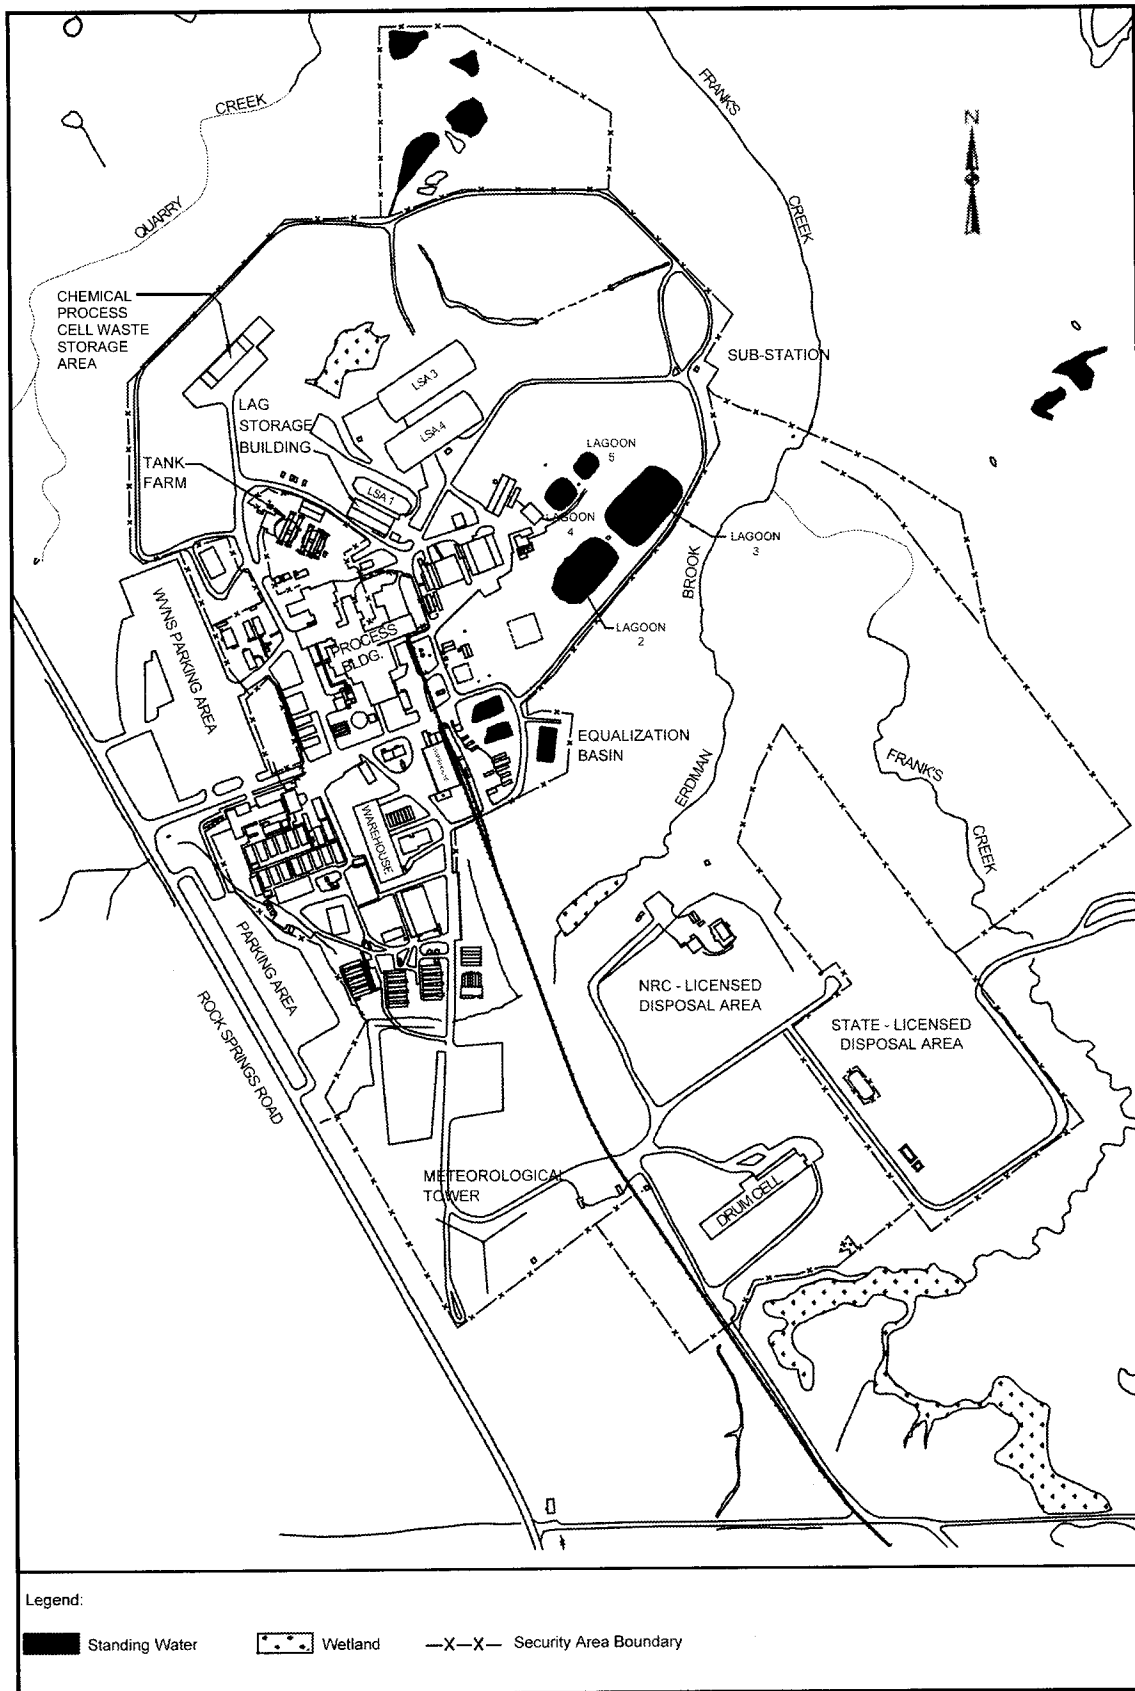 CREEK
QUARRY
FRANK'S
CREEK
N
CHEMICAL
PROCESS
CELL WASTE
STORAGE
AREA
SUB-STATION
LSA 3
LSA 4
LAG
STORAGE
BUILDING
LAGOON
5
TANK
FARM
LSA 1
LAGOON
4
LAGOON
3
BROOK
WVNS PARKING AREA
LAGOON
2
PROCESS
BLDG.
EQUALIZATION
BASIN
ERDMAN
FRANK'S
CREEK
WAREHOUSE
PARKING AREA
NRC - LICENSED
DISPOSAL AREA
ROCK SPRINGS ROAD
STATE - LICENSED
DISPOSAL AREA
METEOROLOGICAL
TOWER
DRUM CELL
Legend:
Standing Water
Wetland
—X—X— Security Area Boundary